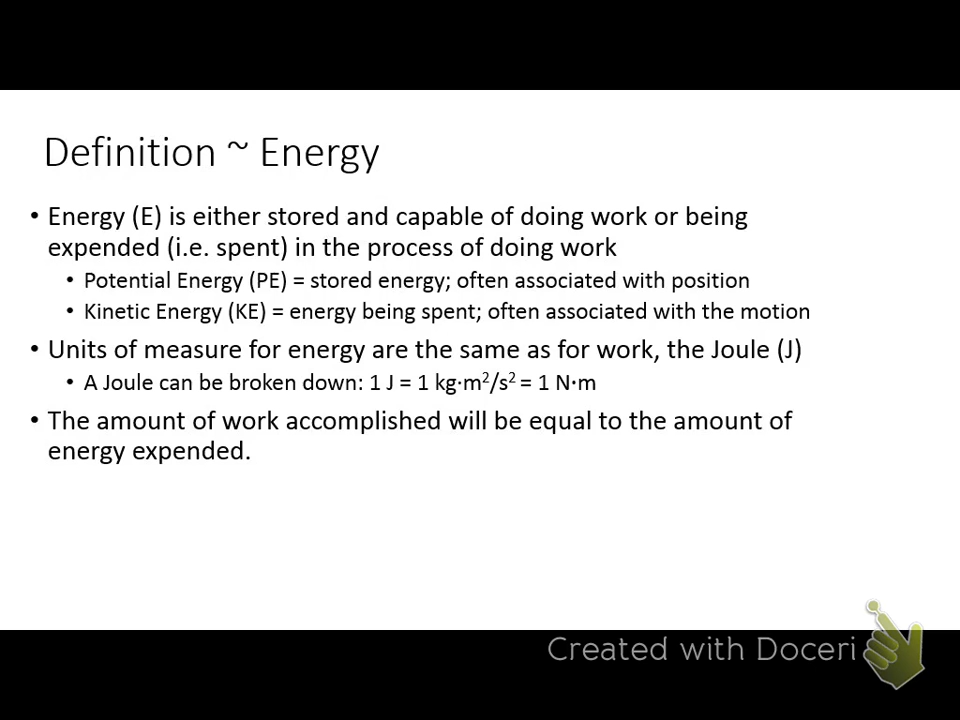 Definition ~ Energy
• Energy (E) is either stored and capable of doing work or being
expended (i.e. spent) in the process of doing work
• Potential Energy (PE) = stored energy; often associated with position
• Kinetic Energy (KE) = energy being spent; often associated with the motion
• Units of measure for energy are the same as for work, the Joule (J)
• A Joule can be broken down: 1 J = 1 kg·m²/s² = 1 N·m
• The amount of work accomplished will be equal to the amount of
energy expended.
Created with Doceri